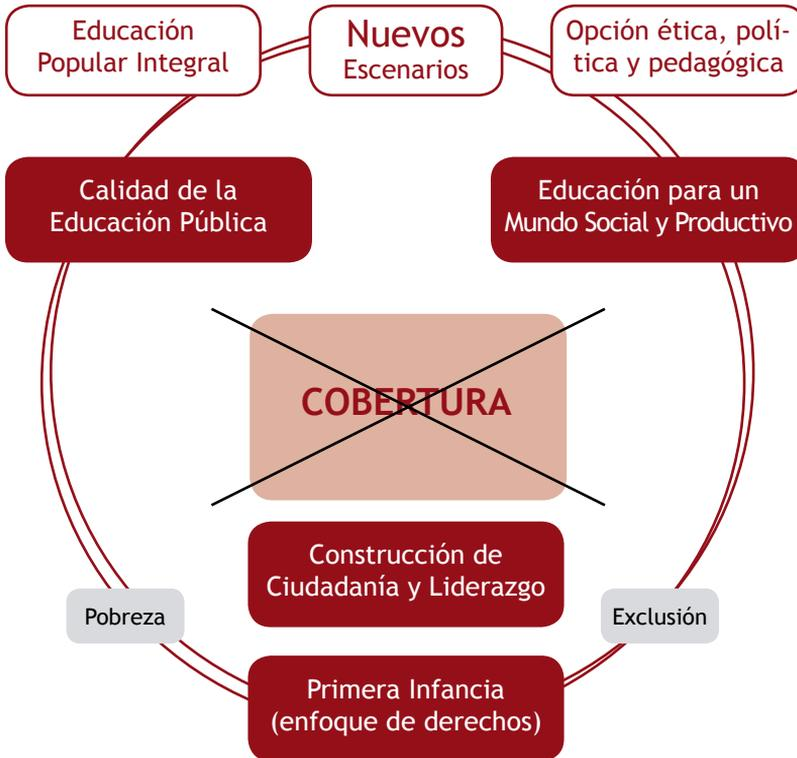 Educación
Popular Integral
Nuevos
Escenarios
Opción ética, polí-
tica y pedagógica
Calidad de la
Educación Pública
Educación para un
Mundo Social y Productivo
COBERTURA
Construcción de
Ciudadanía y Liderazgo
Pobreza
Exclusión
Primera Infancia
(enfoque de derechos)